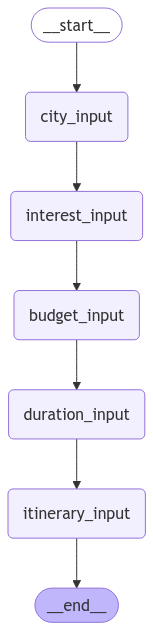 __start__
city_input
interest_input
budget_input
duration_input
itinerary_input
__end__